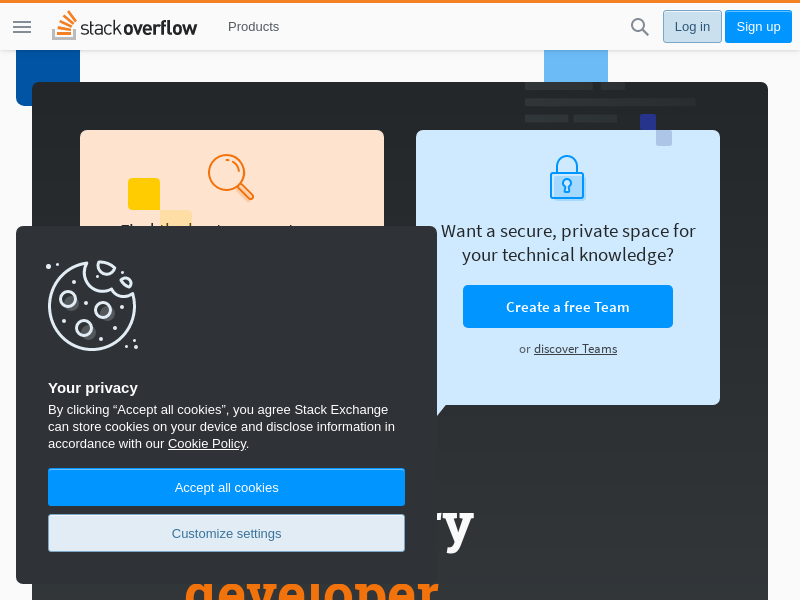 stackoverflow
Products
Log in
Sign up
Want a secure, private space for
your technical knowledge?
Create a free Team
or discover Teams
Your privacy
By clicking “Accept all cookies”, you agree Stack Exchange
can store cookies on your device and disclose information in
accordance with our Cookie Policy.
Accept all cookies
Customize settings
developer